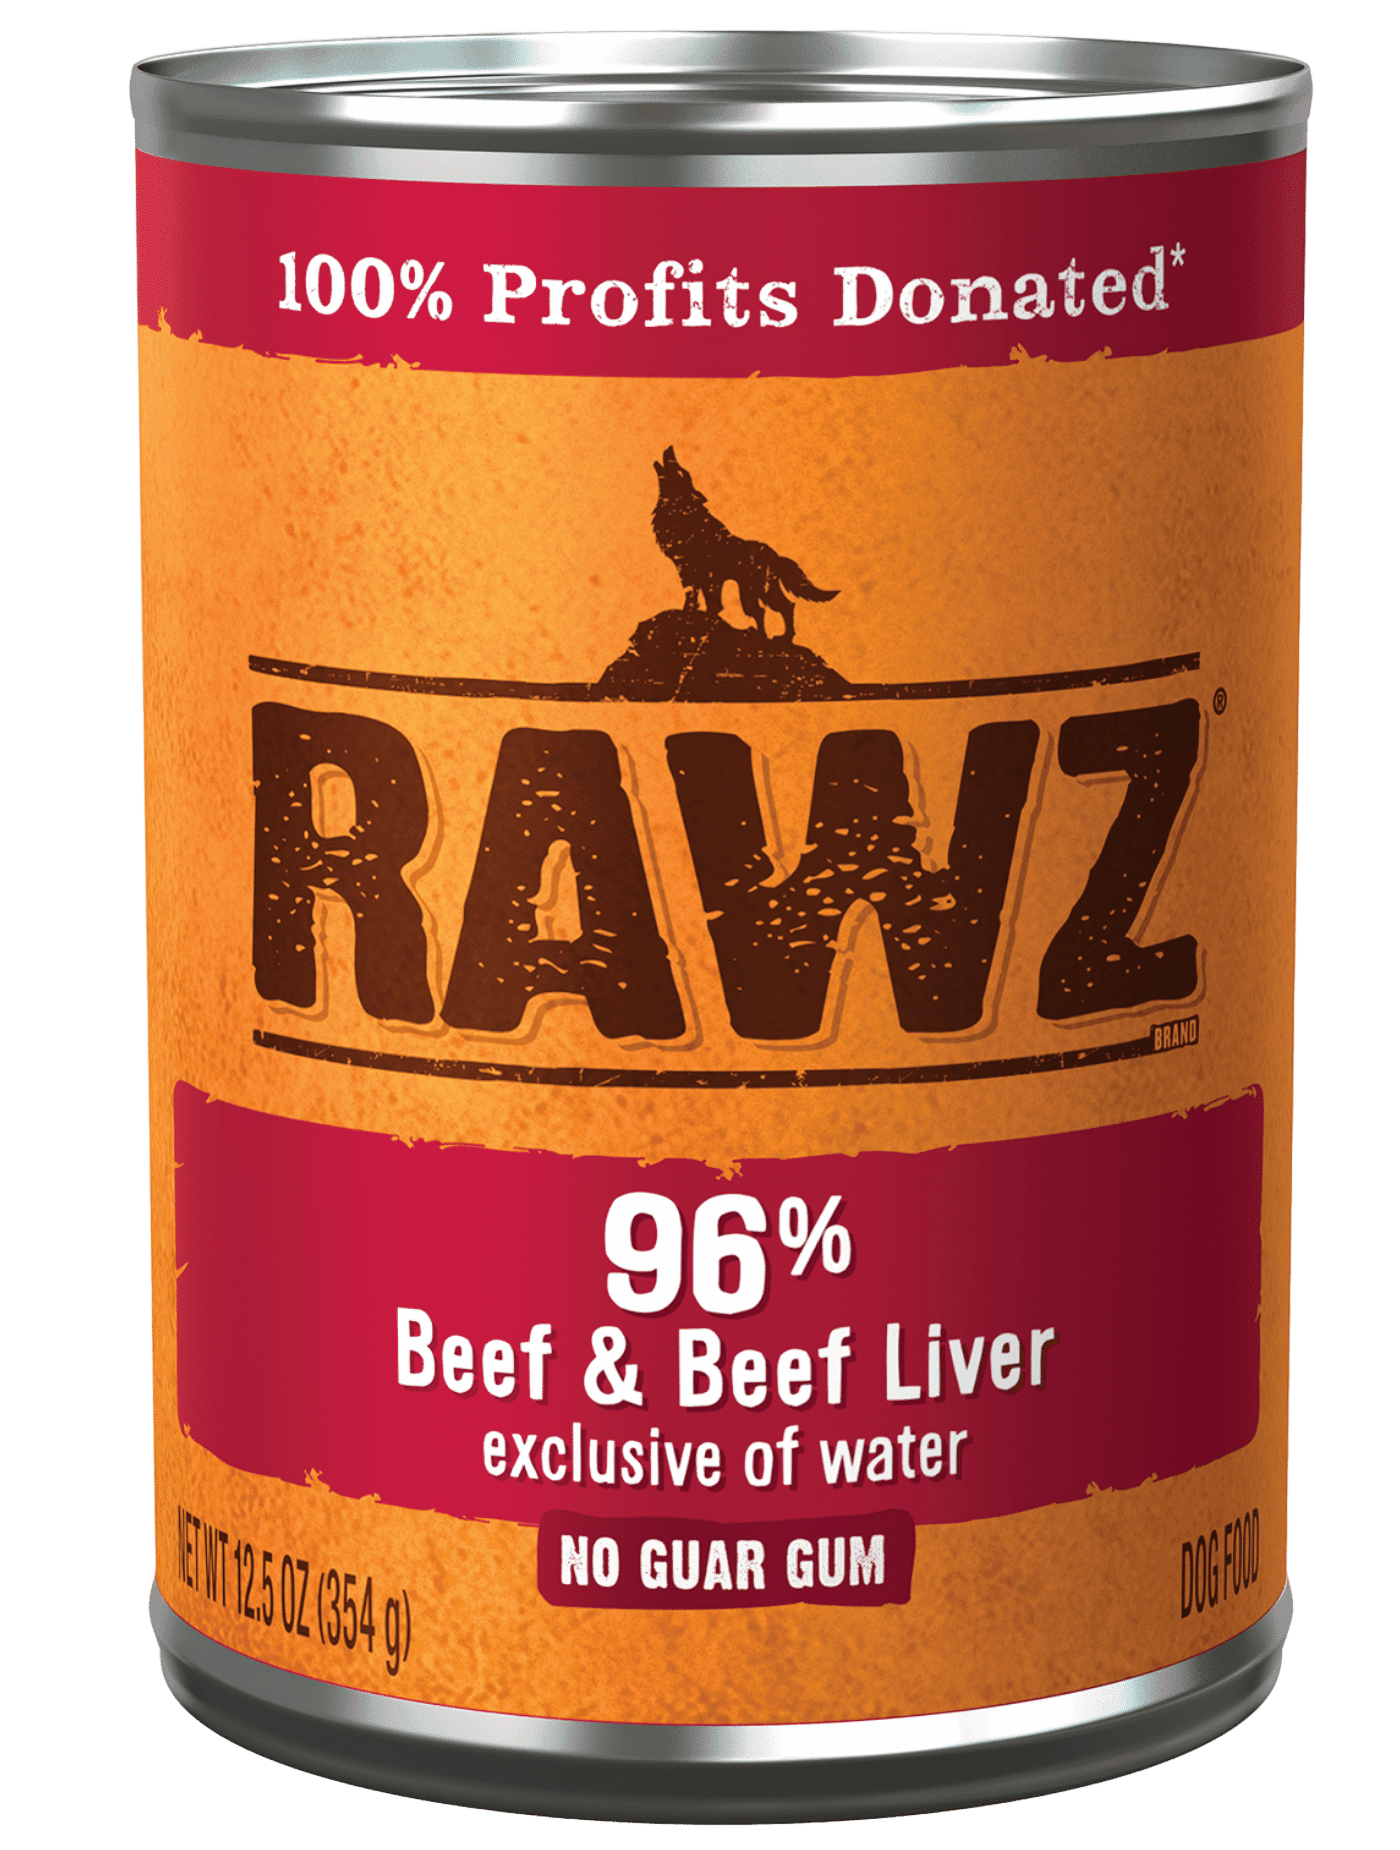 100% Profits Donated*
RAWZ®
BRAND
96%
Beef & Beef Liver
exclusive of water
NO GUAR GUM
NET WT 12.5 OZ (354 g)
DOG FOOD